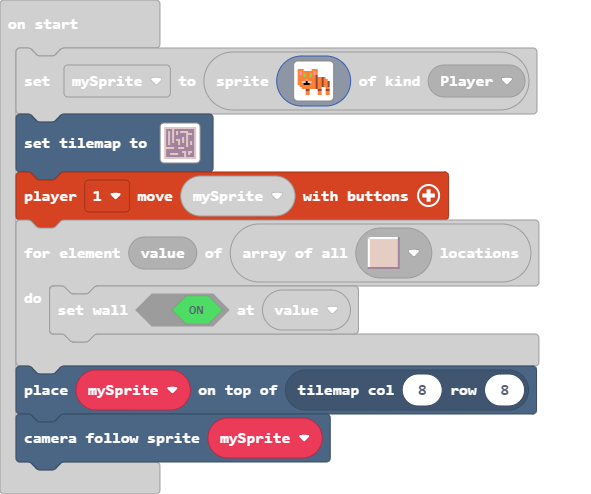 on start
set mySprite to sprite of kind Player
set tilemap to
player 1 move mySprite with buttons
for element value of array of all locations
do
set wall ON at value
place mySprite on top of tilemap col 8 row 8
camera follow sprite mySprite